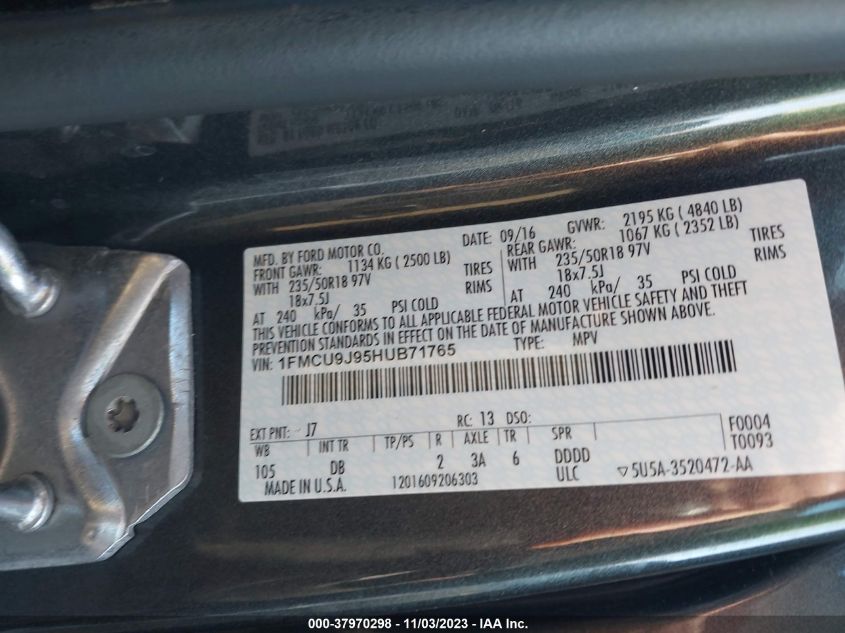 MFD. BY FORD MOTOR CO.
DATE: 09/16 GVWR: 2195 KG ( 4840 LB)
FRONT GAWR: 1134 KG ( 2500 LB) REAR GAWR: 1067 KG ( 2352 LB)
WITH 235/50R18 97V TIRES WITH 235/50R18 97V TIRES
18x7.5J RIMS 18x7.5J RIMS
AT 240 kPa/ 35 PSI COLD AT 240 kPa/ 35 PSI COLD
THIS VEHICLE CONFORMS TO ALL APPLICABLE FEDERAL MOTOR VEHICLE SAFETY AND THEFT
PREVENTION STANDARDS IN EFFECT ON THE DATE OF MANUFACTURE SHOWN ABOVE.
VIN: 1FMCU9J95HUB71765 TYPE: MPV
EXT PNT: J7 RC: 13 DSO: F0004
WB INT TR TP/PS R AXLE TR SPR T0093
105 DB 2 3A 6 DDDD
MADE IN U.S.A. 1201609206303 ULC ▽5U5A-3520472-AA
000-37970298 - 11/03/2023 - IAA Inc.